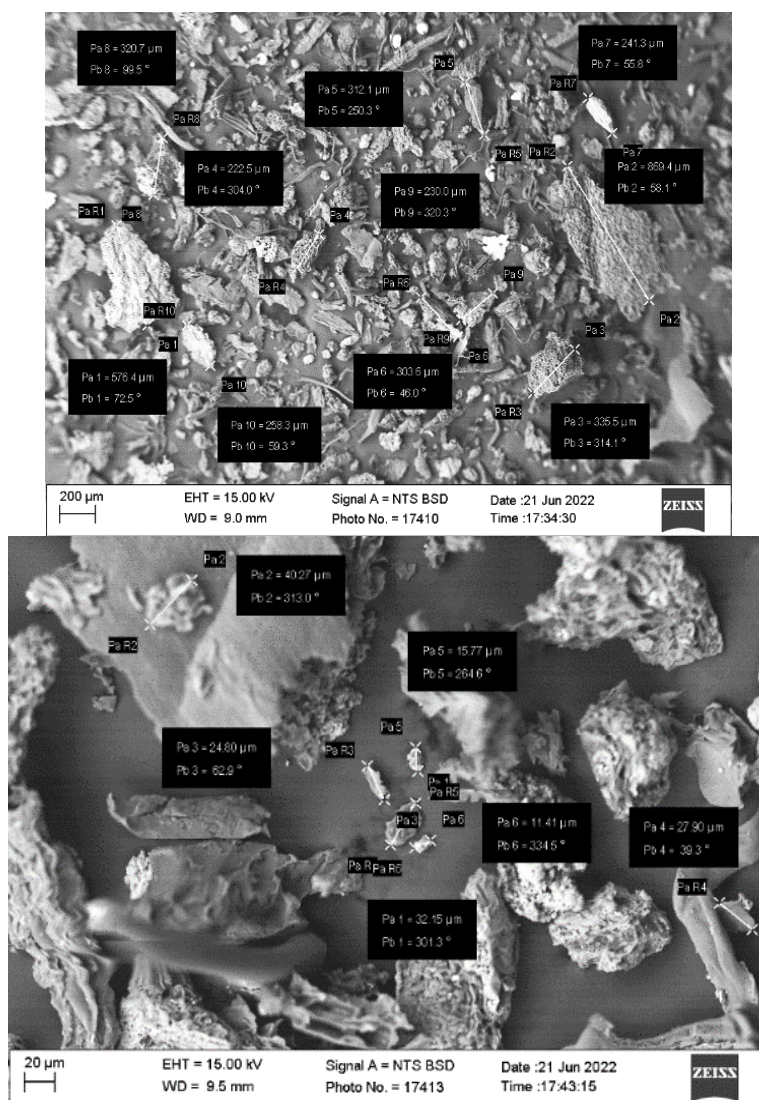 Pa 8 = 320.7 µm
Pb 8 = 99.5 °
Pa 5 = 312.1 µm
Pb 5 = 250.3 °
Pa 5
Pa 7 = 241.3 µm
Pb 7 = 55.8 °
Pa R7
Pa R8
Pa 4 = 222.5 µm
Pb 4 = 304.0 °
Pa R5
Pa R2
Pa 7
Pa 2 = 869.4 µm
Pb 2 = 58.1 °
Pa 9 = 230.0 µm
Pb 9 = 320.3 °
Pa R1
Pa 8
Pa 4
Pa R4
Pa R6
Pa 9
Pa R10
Pa 1
Pa R9
Pa 6
Pa 2
Pa 3
Pa 1 = 576.4 µm
Pb 1 = 72.5 °
Pa 10
Pa 6 = 303.6 µm
Pb 6 = 46.0 °
Pa R3
Pa 10 = 258.3 µm
Pb 10 = 59.3 °
Pa 3 = 335.5 µm
Pb 3 = 314.1 °
200 µm
EHT = 15.00 kV
Signal A = NTS BSD
Date :21 Jun 2022
WD = 9.0 mm
Photo No. = 17410
Time :17:34:30
ZEISS
Pa 2
Pa 2 = 40.27 µm
Pb 2 = 313.0 °
Pa R2
Pa 5 = 15.77 µm
Pb 5 = 264.6 °
Pa 3 = 24.80 µm
Pb 3 = 62.9 °
Pa 5
Pa R3
Pa R5
Pa 3
Pa 6
Pa 6 = 11.41 µm
Pb 6 = 334.5 °
Pa 4 = 27.90 µm
Pb 4 = 39.3 °
Pa R6
Pa R4
Pa 1 = 32.15 µm
Pb 1 = 301.3 °
20 µm
EHT = 15.00 kV
Signal A = NTS BSD
Date :21 Jun 2022
WD = 9.5 mm
Photo No. = 17413
Time :17:43:15
ZEISS